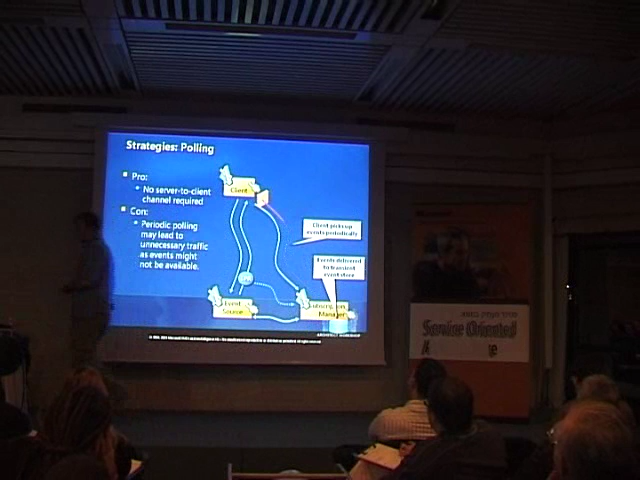 Strategies: Polling
Pro:
No server-to-client
channel required
Con:
Periodic polling
may lead to
unnecessary traffic
as events might
not be available.
Client
Client picks up
events periodically
Events delivered
to transient
event store
Event
Source
Manager
Service Oriented